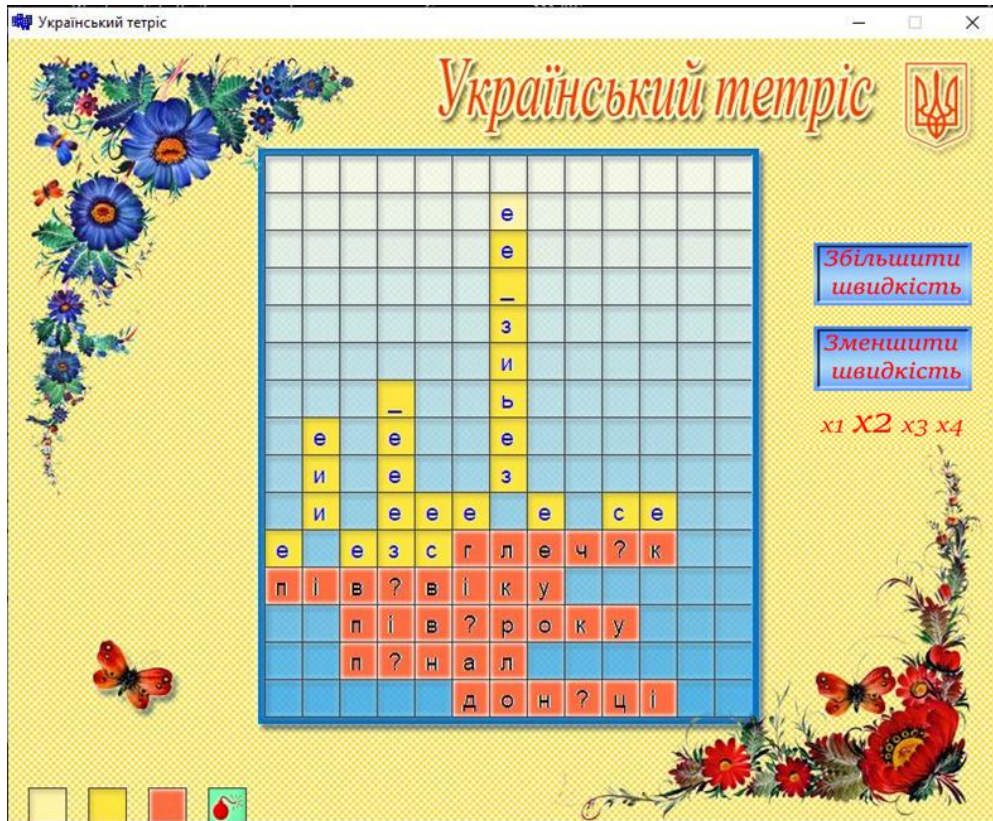 Український тетріс
Український тетріс
е
е
_
з
и
_ ь
е е е
и е з
и е е е е с е
е е з с г л е ч ? к
п і в ? в і к у
п і в ? р о к у
п ? н а л
д о н ? ц і
Збільшити
швидкість
Зменшити
швидкість
x1 x2 x3 x4